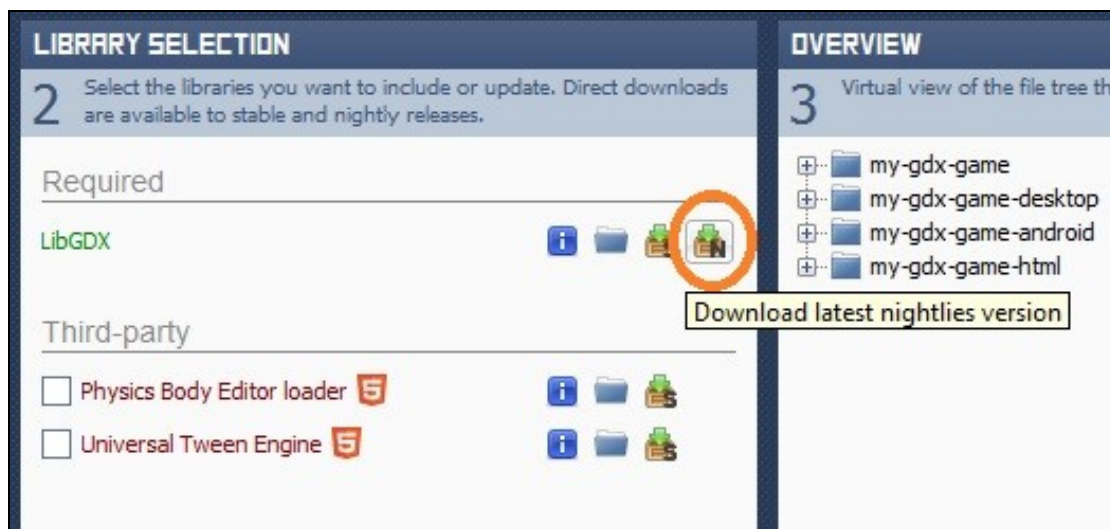 LIBRARY SELECTION
2
Select the libraries you want to include or update. Direct downloads
are available to stable and nightly releases.
Required
LibGDX
N
Third-party
Physics Body Editor loader 5
S
Universal Tween Engine 5
S
OVERVIEW
3
Virtual view of the file tree th
my-gdx-game
my-gdx-game-desktop
my-gdx-game-android
my-gdx-game-html
Download latest nightlies version